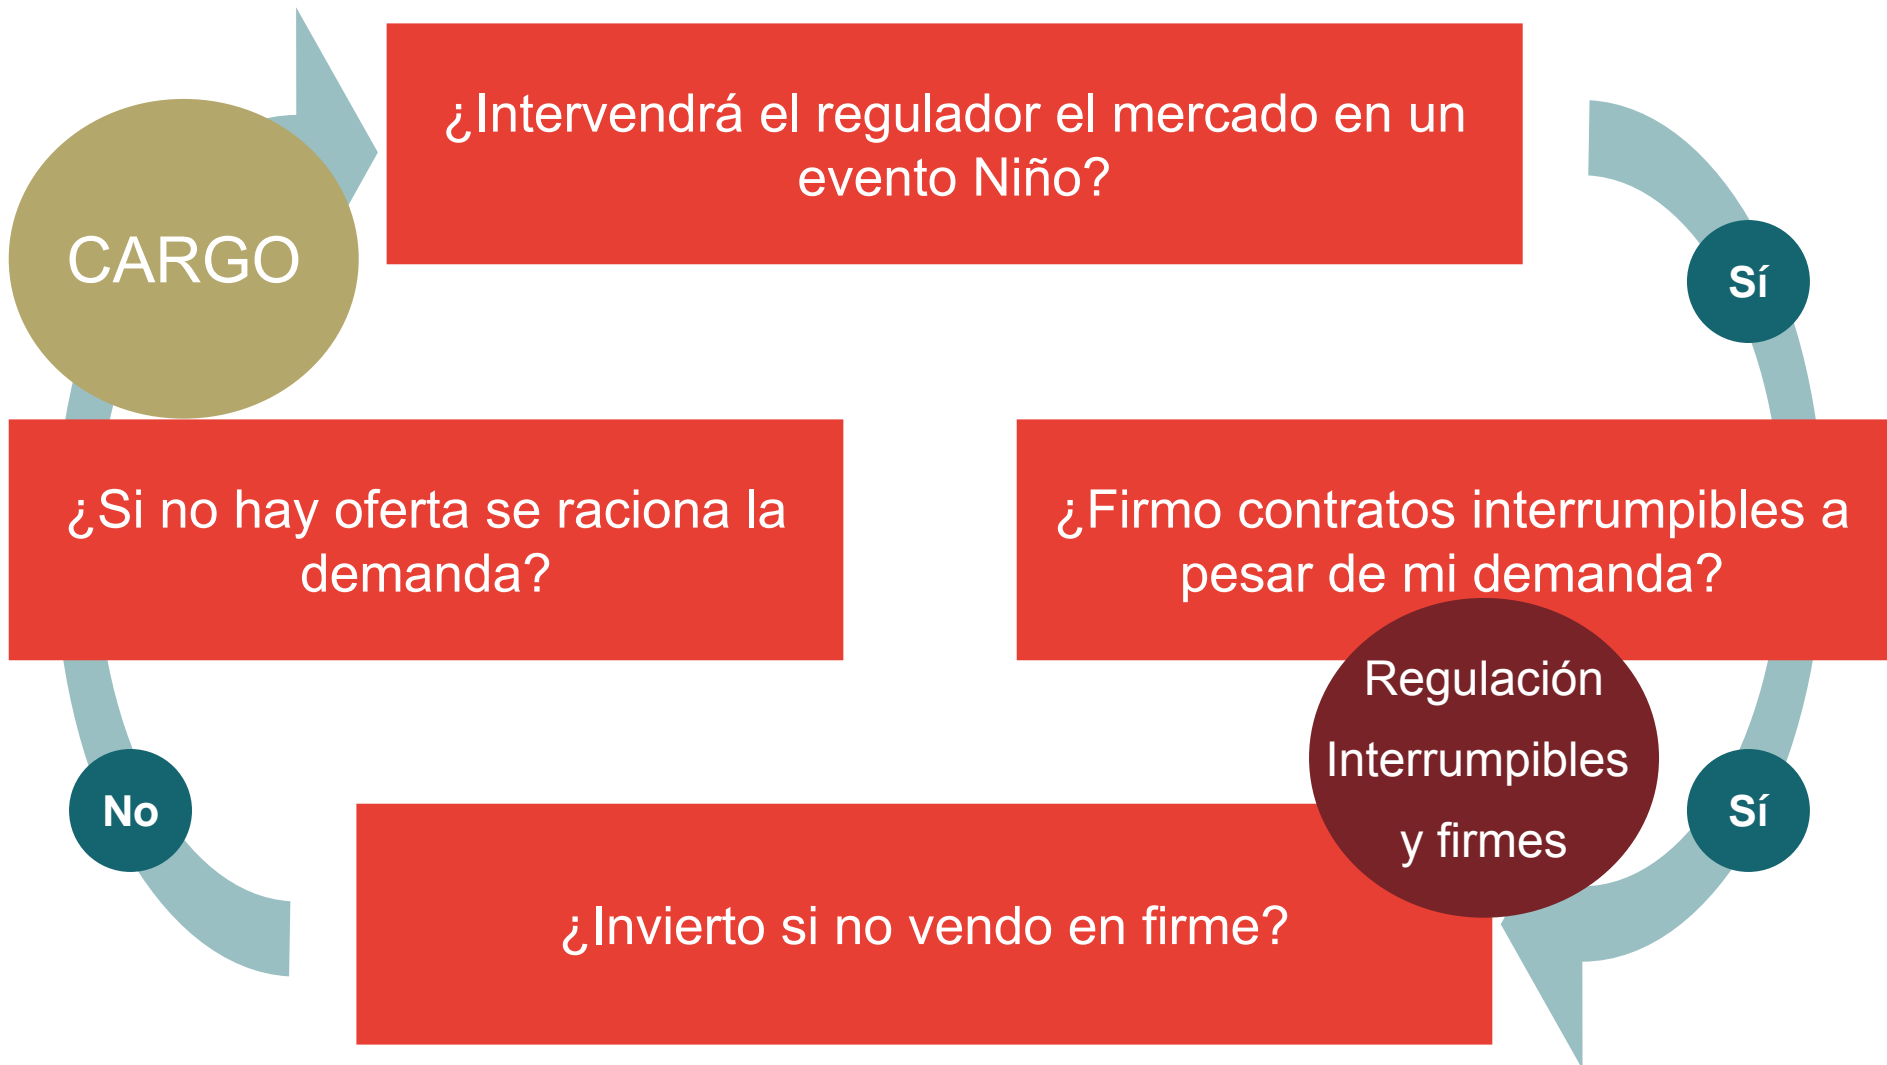 ¿Intervendrá el regulador el mercado en un
evento Niño?
CARGO
Sí
¿Si no hay oferta se raciona la
demanda?
¿Firmo contratos interrumpibles a
pesar de mi demanda?
Regulación
Interrumpibles
y firmes
No
Sí
¿Invierto si no vendo en firme?